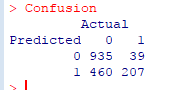 > Confusion
Actual
Predicted 0 1
0 935 39
1 460 207
>